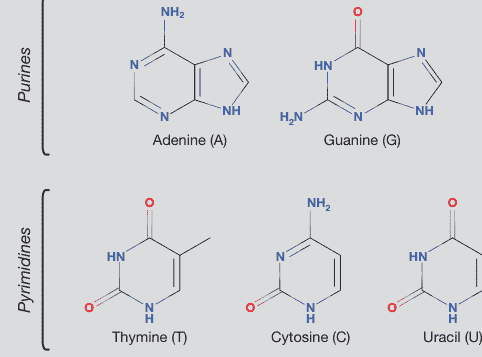 Purines
NH2
N
N
N
NH
Adenine (A)
O
HN
N
H2N
N
NH
Guanine (G)
Pyrimidines
O
HN
O
N
H
Thymine (T)
NH2
N
O
N
H
Cytosine (C)
O
HN
O
N
H
Uracil (U)